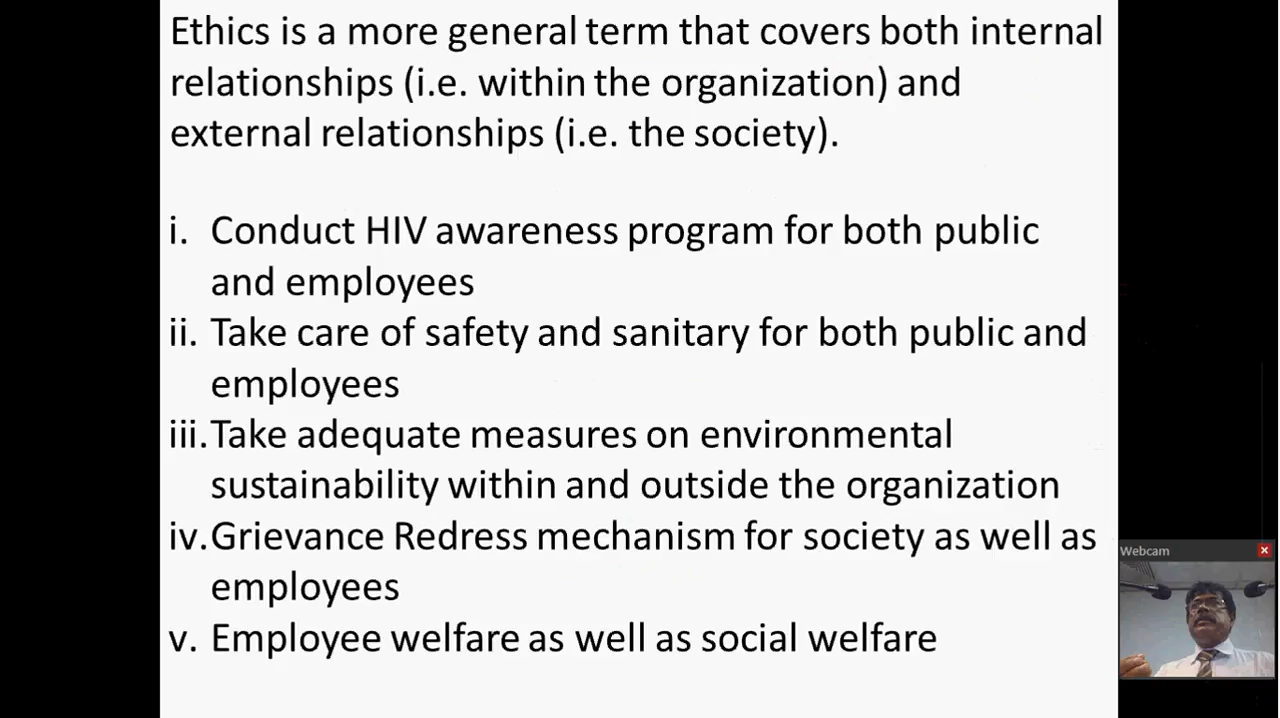 Ethics is a more general term that covers both internal
relationships (i.e. within the organization) and
external relationships (i.e. the society).
i. Conduct HIV awareness program for both public
and employees
ii. Take care of safety and sanitary for both public and
employees
iii. Take adequate measures on environmental
sustainability within and outside the organization
iv. Grievance Redress mechanism for society as well as
employees
v. Employee welfare as well as social welfare
Webcam